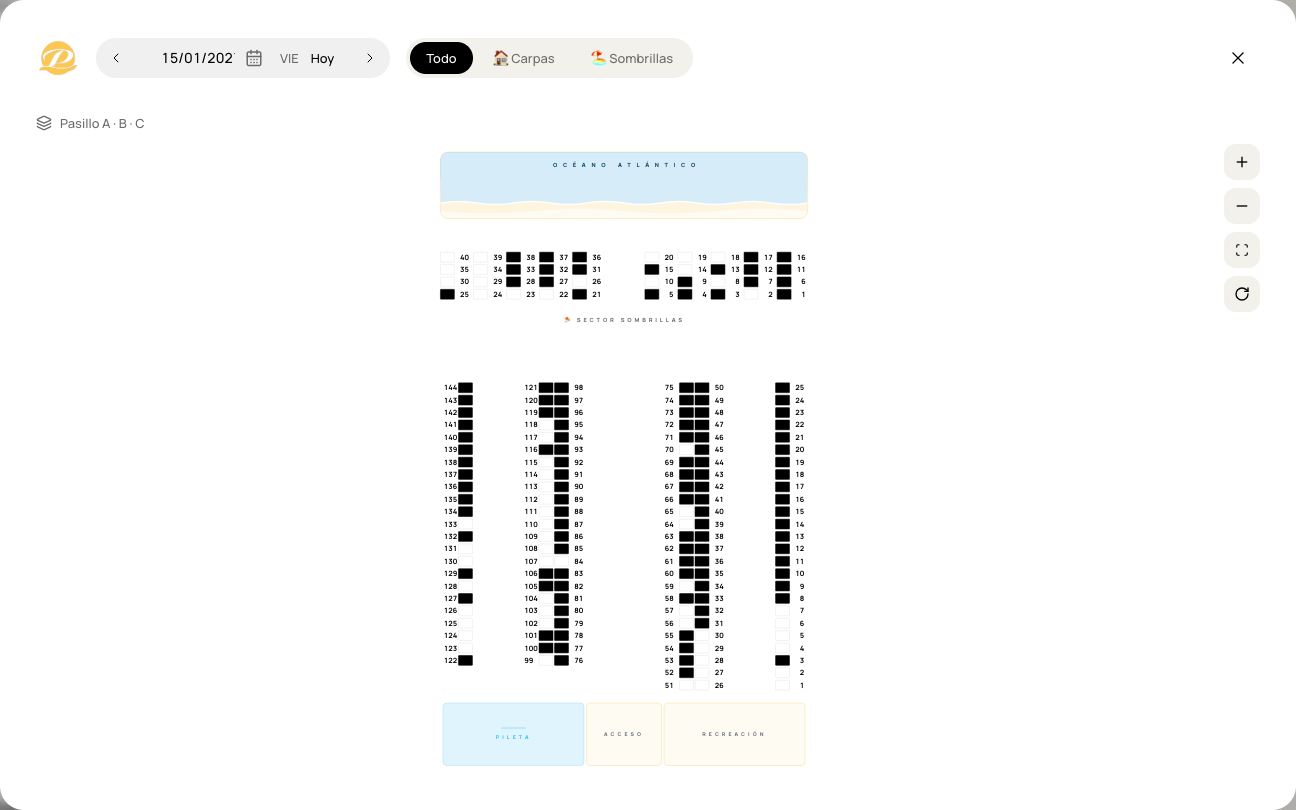 15/01/202 VIE Hoy Todo Carpas Sombrillas
Pasillo A · B · C
OCÉANO ATLÁNTICO
40 39 38 37 36 20 19 18 17 16
35 34 33 32 31 15 14 13 12 11
30 29 28 27 26 10 9 8 7 6
25 24 23 22 21 5 4 3 2 1
SECTOR SOMBRILLAS
144 121 98 75 50 25
143 120 97 74 49 24
142 119 96 73 48 23
141 118 95 72 47 22
140 117 94 71 46 21
139 116 93 70 45 20
138 115 92 69 44 19
137 114 91 68 43 18
136 113 90 67 42 17
135 112 89 66 41 16
134 111 88 65 40 15
133 110 87 64 39 14
132 109 86 63 38 13
131 108 85 62 37 12
130 107 84 61 36 11
129 106 83 60 35 10
128 105 82 59 34 9
127 104 81 58 33 8
126 103 80 57 32 7
125 102 79 56 31 6
124 101 78 55 30 5
123 100 77 54 29 4
122 99 76 53 28 3
52 27 2
51 26 1
PILETA ACCESO RECREACIÓN